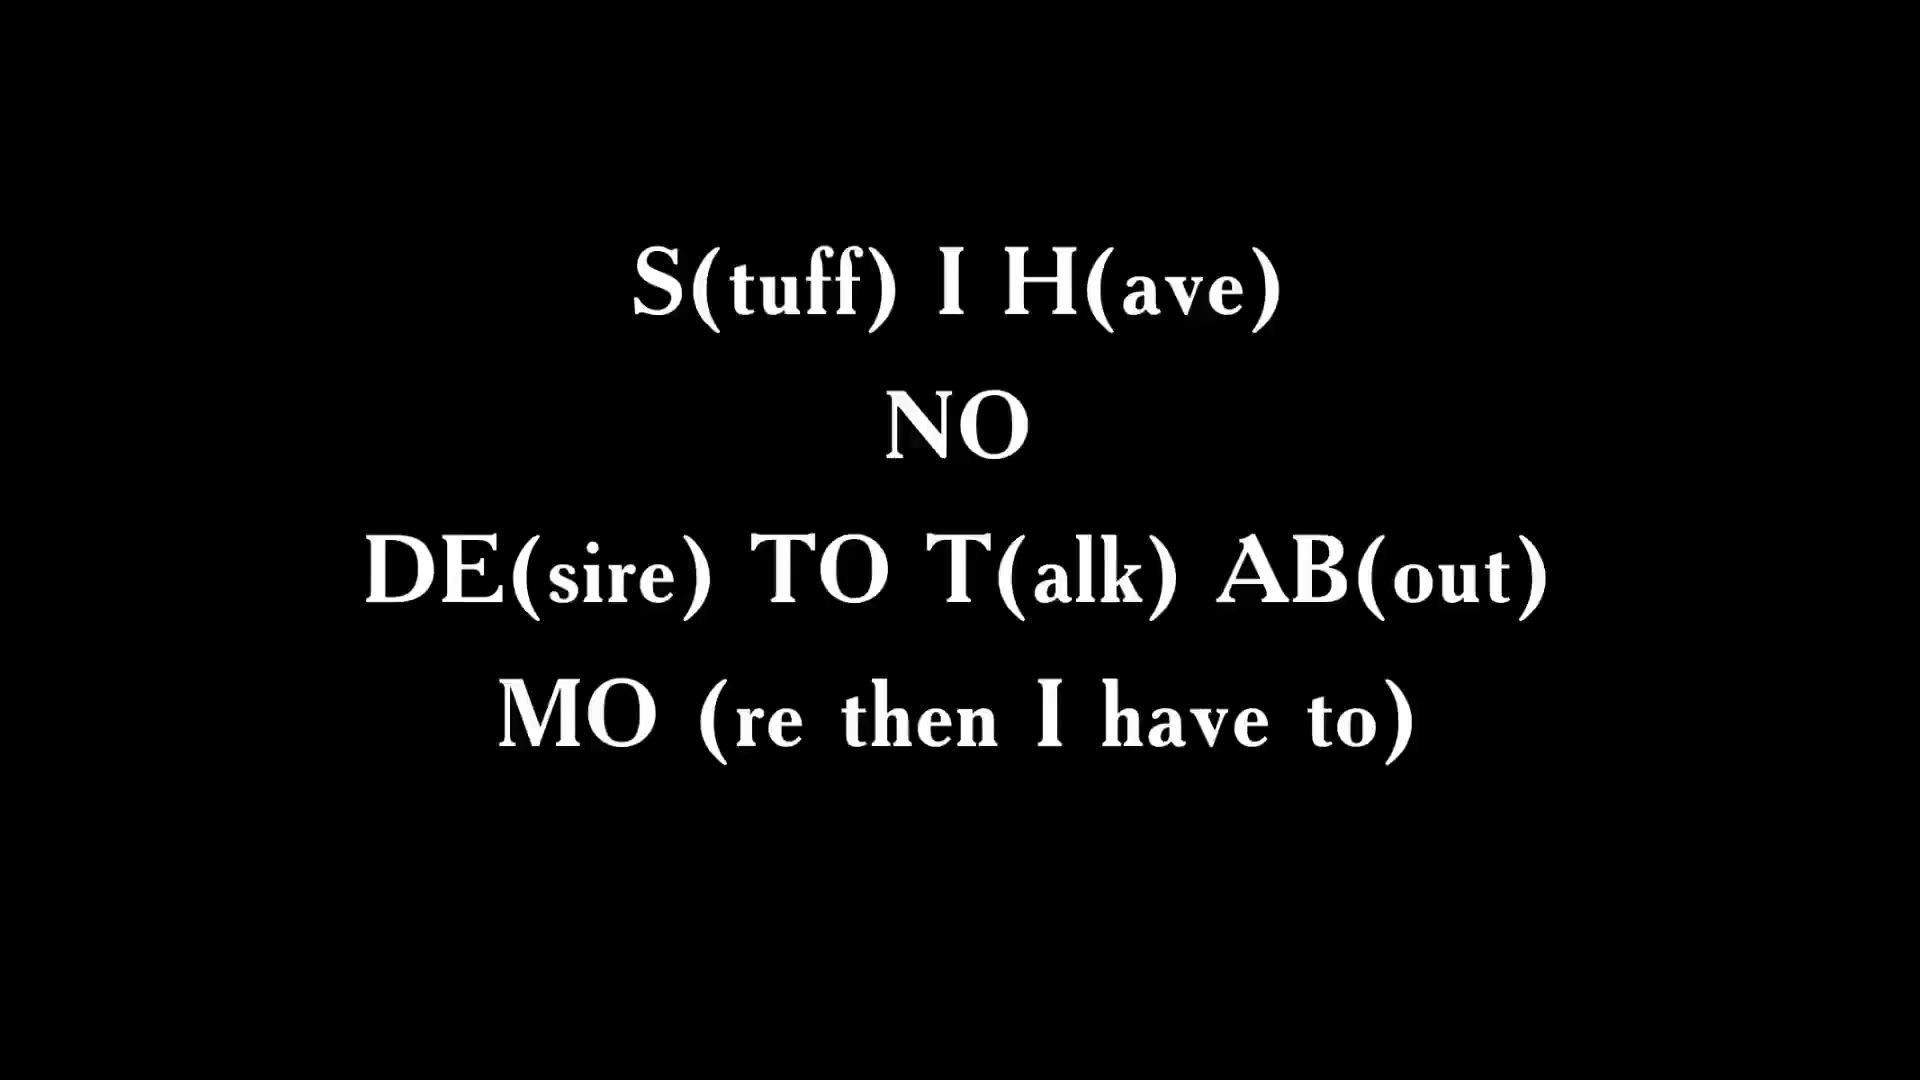 S(tuff) I H(ave)
NO
DE(sire) TO T(alk) AB(out)
MO (re then I have to)